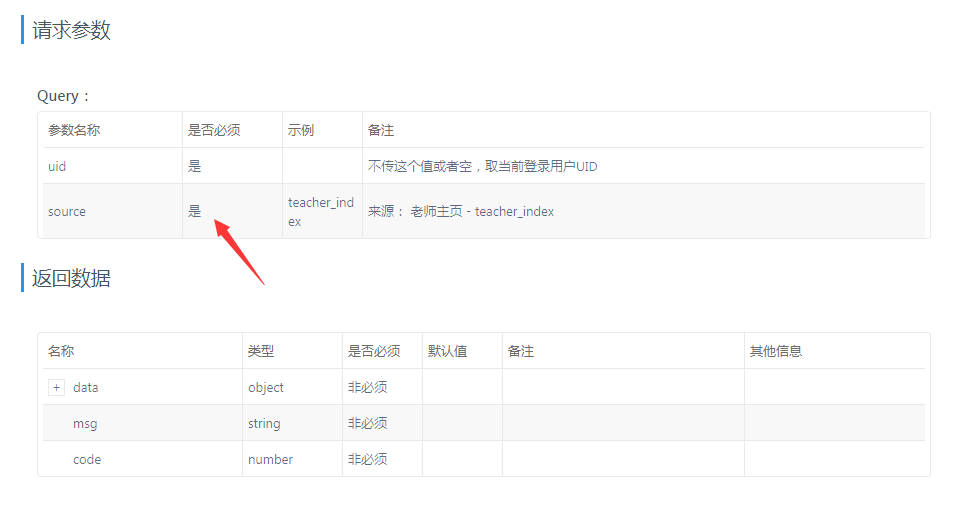 请求参数
Query：
参数名称 是否必须 示例 备注
uid 是 不传这个值或者空，取当前登录用户UID
source 是 teacher_ind 来源： 老师主页 - teacher_index
ex
返回数据
名称 类型 是否必须 默认值 备注 其他信息
+ data object 非必须
msg string 非必须
code number 非必须